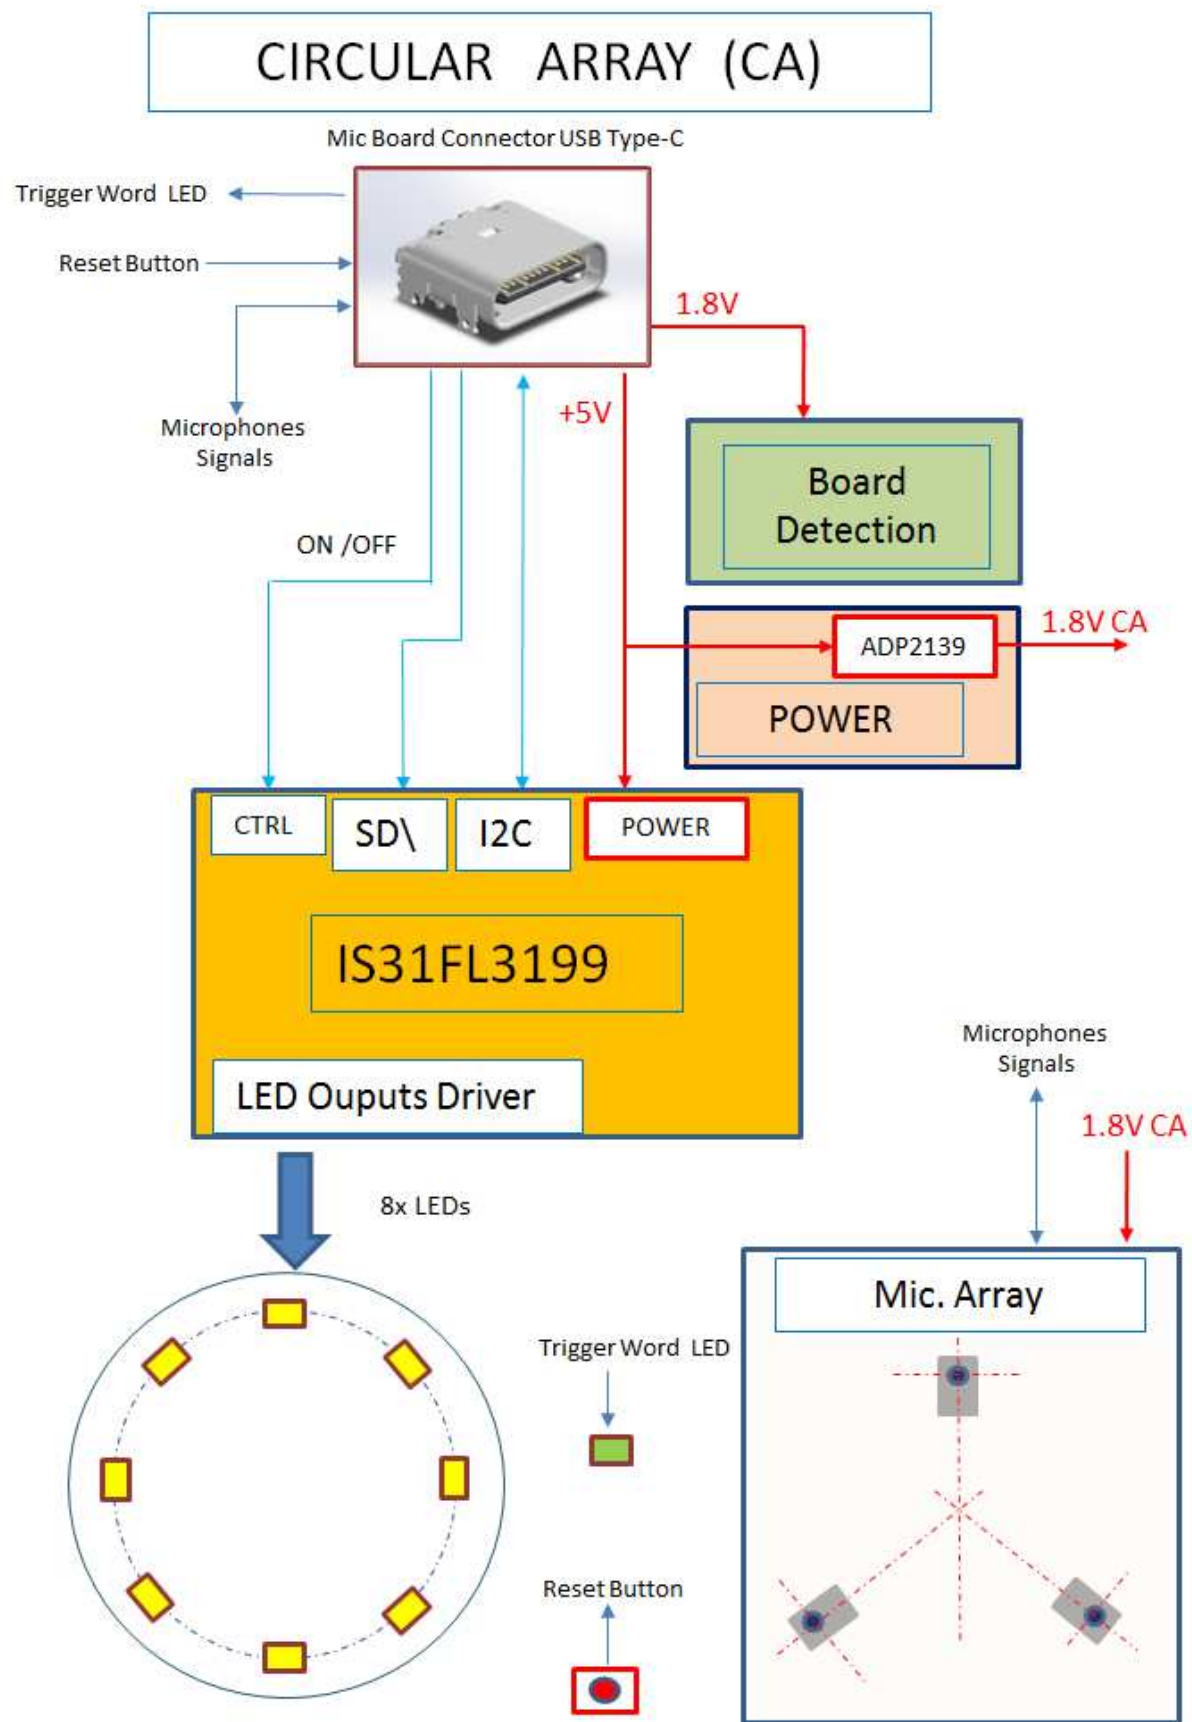 CIRCULAR ARRAY (CA)
Mic Board Connector USB Type-C
Trigger Word LED
Reset Button
1.8V
+5V
Microphones
Signals
Board
Detection
ON /OFF
1.8V CA
ADP2139
POWER
CTRL
SD\
I2C
POWER
IS31FL3199
LED Ouputs Driver
Microphones
Signals
1.8V CA
8x LEDs
Mic. Array
Trigger Word LED
Reset Button